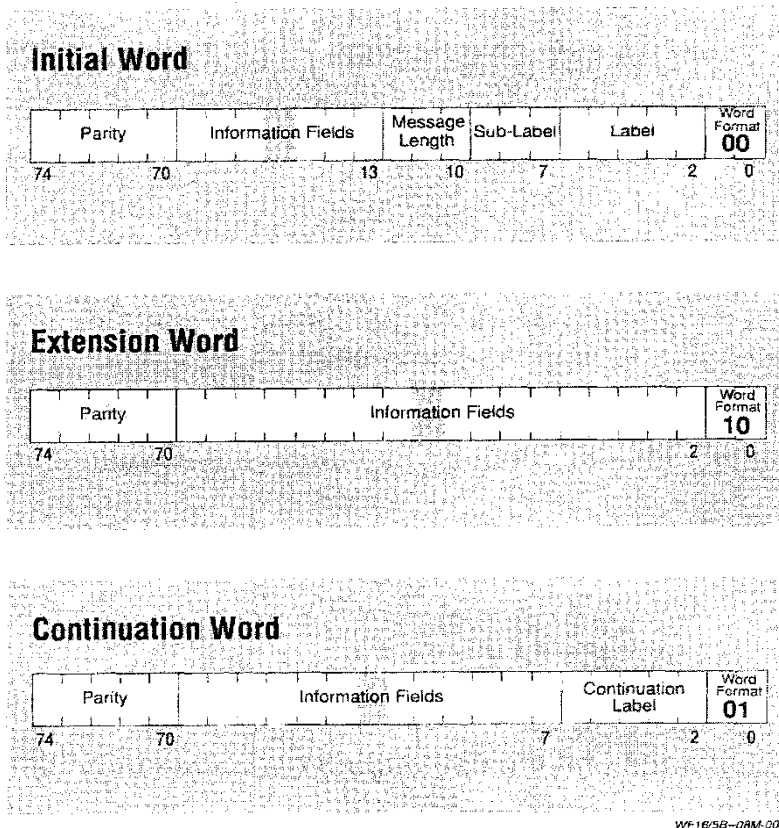 Initial Word
Parity Information Fields Message Length Sub-Label Label Word Format 00
74 70 13 10 7 2 0
Extension Word
Parity Information Fields Word Format 10
74 70 2 0
Continuation Word
Parity Information Fields Continuation Label Word Format 01
74 70 7 2 0
WF16/5B--08M-00